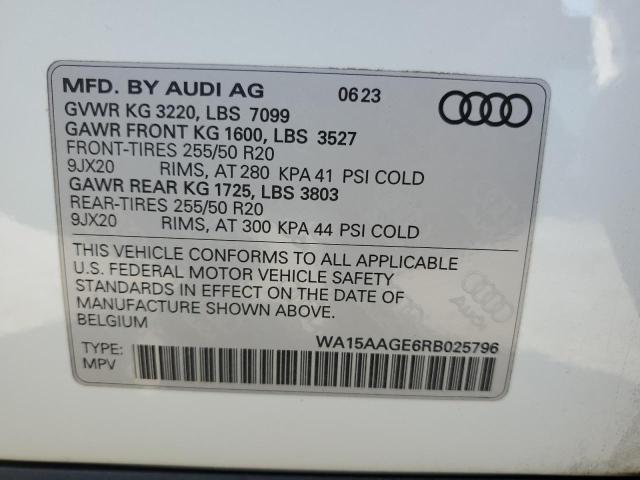 MFD. BY AUDI AG 0623
GVWR KG 3220, LBS 7099
GAWR FRONT KG 1600, LBS 3527
FRONT-TIRES 255/50 R20
9JX20 RIMS, AT 280 KPA 41 PSI COLD
GAWR REAR KG 1725, LBS 3803
REAR-TIRES 255/50 R20
9JX20 RIMS, AT 300 KPA 44 PSI COLD
THIS VEHICLE CONFORMS TO ALL APPLICABLE
U.S. FEDERAL MOTOR VEHICLE SAFETY
STANDARDS IN EFFECT ON THE DATE OF
MANUFACTURE SHOWN ABOVE.
BELGIUM
WA15AAGE6RB025796
TYPE:
MPV
Audi